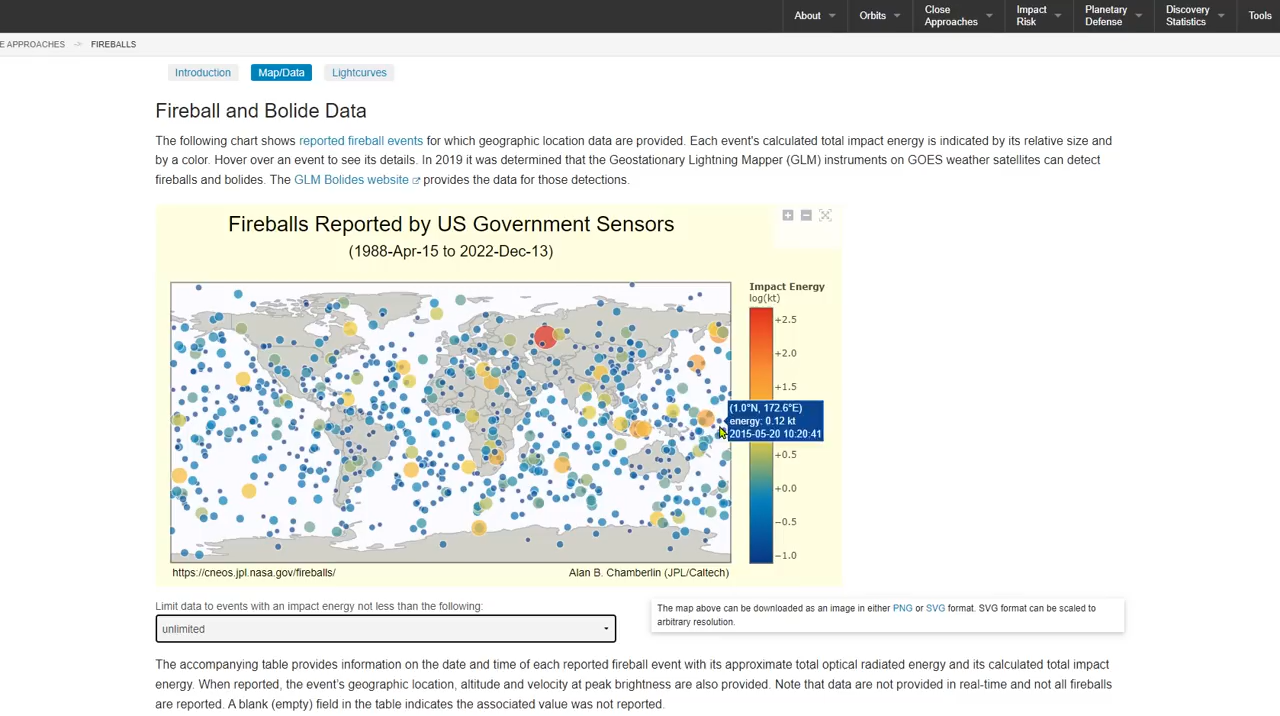 About
Orbits
Close
Approaches
Impact
Risk
Planetary
Defense
Discovery
Statistics
Tools
E APPROACHES -> FIREBALLS
Introduction
Map/Data
Lightcurves
Fireball and Bolide Data
The following chart shows reported fireball events for which geographic location data are provided. Each event's calculated total impact energy is indicated by its relative size and
by a color. Hover over an event to see its details. In 2019 it was determined that the Geostationary Lightning Mapper (GLM) instruments on GOES weather satellites can detect
fireballs and bolides. The GLM Bolides website provides the data for those detections.
Fireballs Reported by US Government Sensors
(1988-Apr-15 to 2022-Dec-13)
Impact Energy
log(kt)
+2.5
+2.0
+1.5
(1.0°N, 172.6°E)
energy: 0.12 kt
2015-05-20 10:20:41
+0.5
+0.0
−0.5
−1.0
https://cneos.jpl.nasa.gov/fireballs/
Alan B. Chamberlin (JPL/Caltech)
Limit data to events with an impact energy not less than the following:
unlimited
The map above can be downloaded as an image in either PNG or SVG format. SVG format can be scaled to
arbitrary resolution.
The accompanying table provides information on the date and time of each reported fireball event with its approximate total optical radiated energy and its calculated total impact
energy. When reported, the event's geographic location, altitude and velocity at peak brightness are also provided. Note that data are not provided in real-time and not all fireballs
are reported. A blank (empty) field in the table indicates the associated value was not reported.